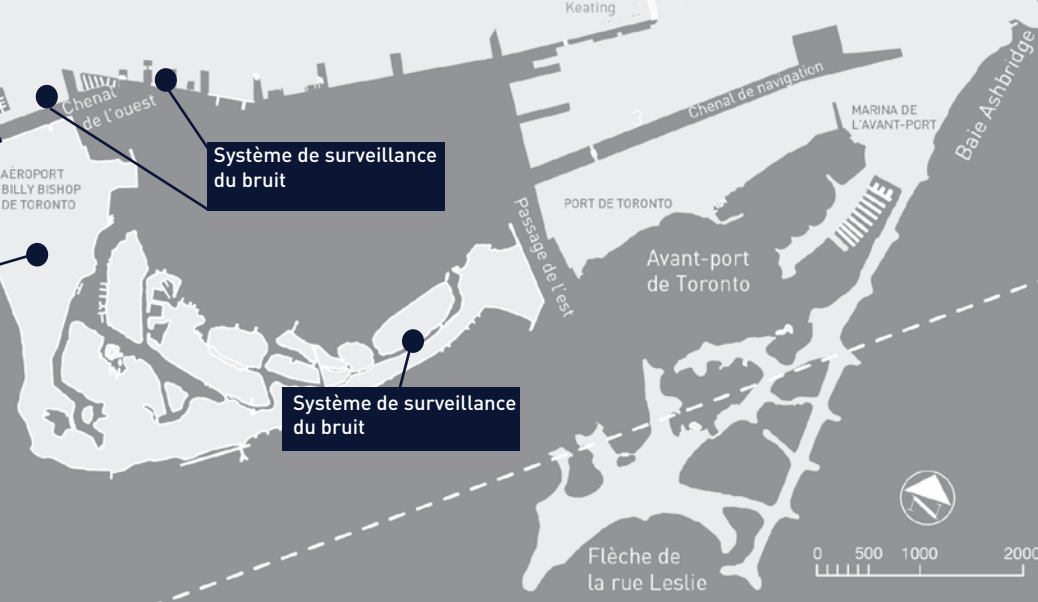 Keating
Chenal
de l'ouest
Système de surveillance
du bruit
AÉROPORT
BILLY BISHOP
DE TORONTO
Chenal de navigation
3
MARINA DE
L'AVANT-PORT
Baie Ashbridge
Passage de l'est
PORT DE TORONTO
Avant-port
de Toronto
Système de surveillance
du bruit
Flèche de
la rue Leslie
0 500 1000 2000